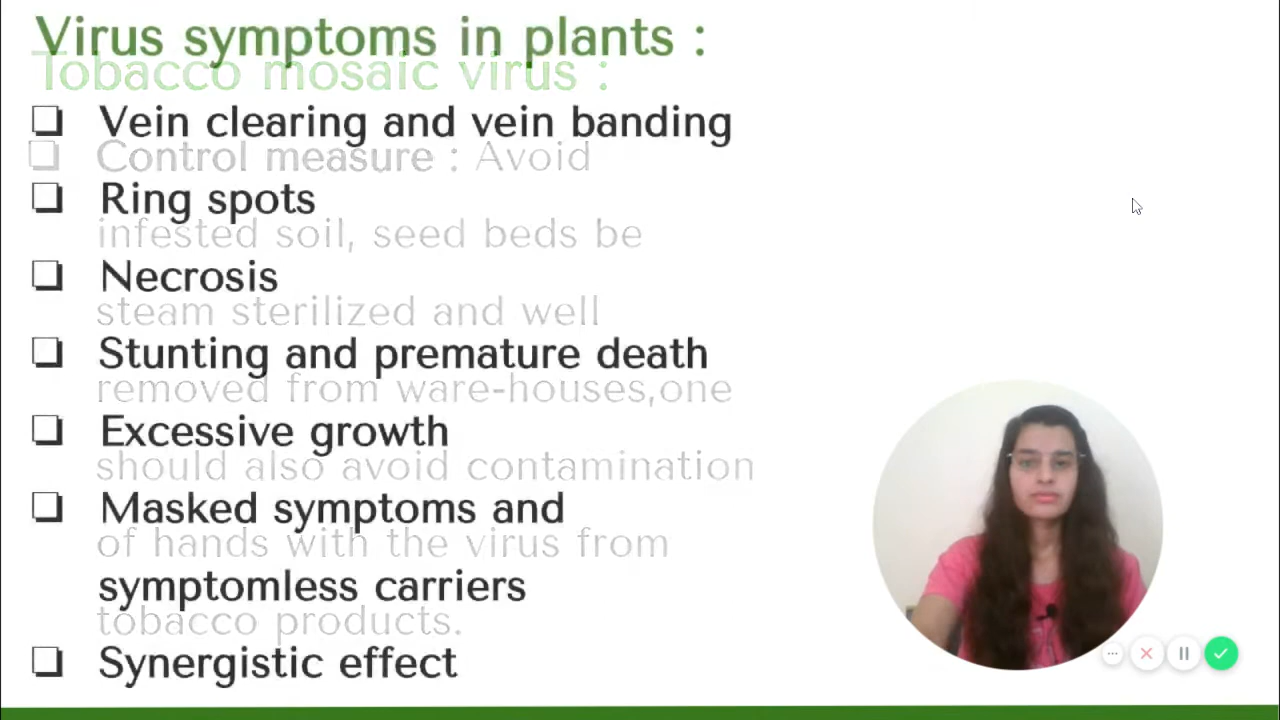 Virus symptoms in plants :
Tobacco mosaic virus :
❏ Vein clearing and vein banding
❏ Control measure : Avoid
❏ Ring spots
infested soil, seed beds be
❏ Necrosis
steam sterilized and well
❏ Stunting and premature death
removed from ware-houses,one
❏ Excessive growth
should also avoid contamination
❏ Masked symptoms and
of hands with the virus from
symptomless carriers
tobacco products.
❏ Synergistic effect